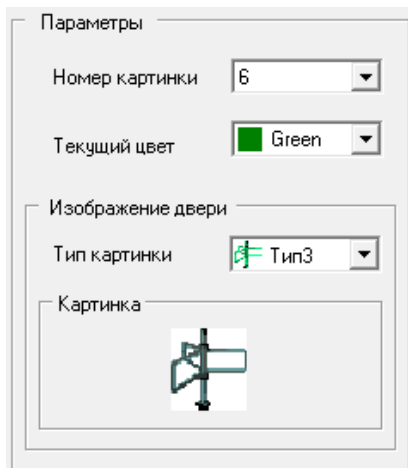 Параметры
Номер картинки 6
Текущий цвет Green
Изображение двери
Тип картинки Тип3
Картинка